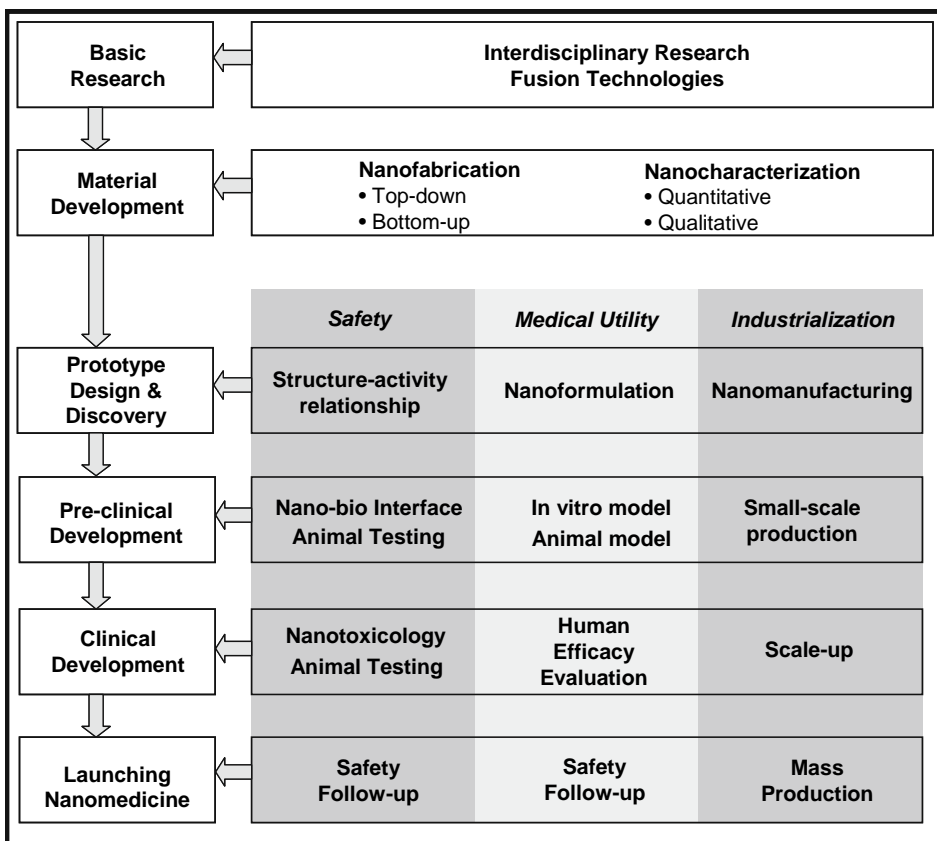 Basic
Research
Interdisciplinary Research
Fusion Technologies
Material
Development
Nanofabrication
• Top-down
• Bottom-up
Nanocharacterization
• Quantitative
• Qualitative
Safety
Medical Utility
Industrialization
Prototype
Design &
Discovery
Structure-activity
relationship
Nanoformulation
Nanomanufacturing
Pre-clinical
Development
Nano-bio Interface
Animal Testing
In vitro model
Animal model
Small-scale
production
Clinical
Development
Nanotoxicology
Animal Testing
Human
Efficacy
Evaluation
Scale-up
Launching
Nanomedicine
Safety
Follow-up
Safety
Follow-up
Mass
Production